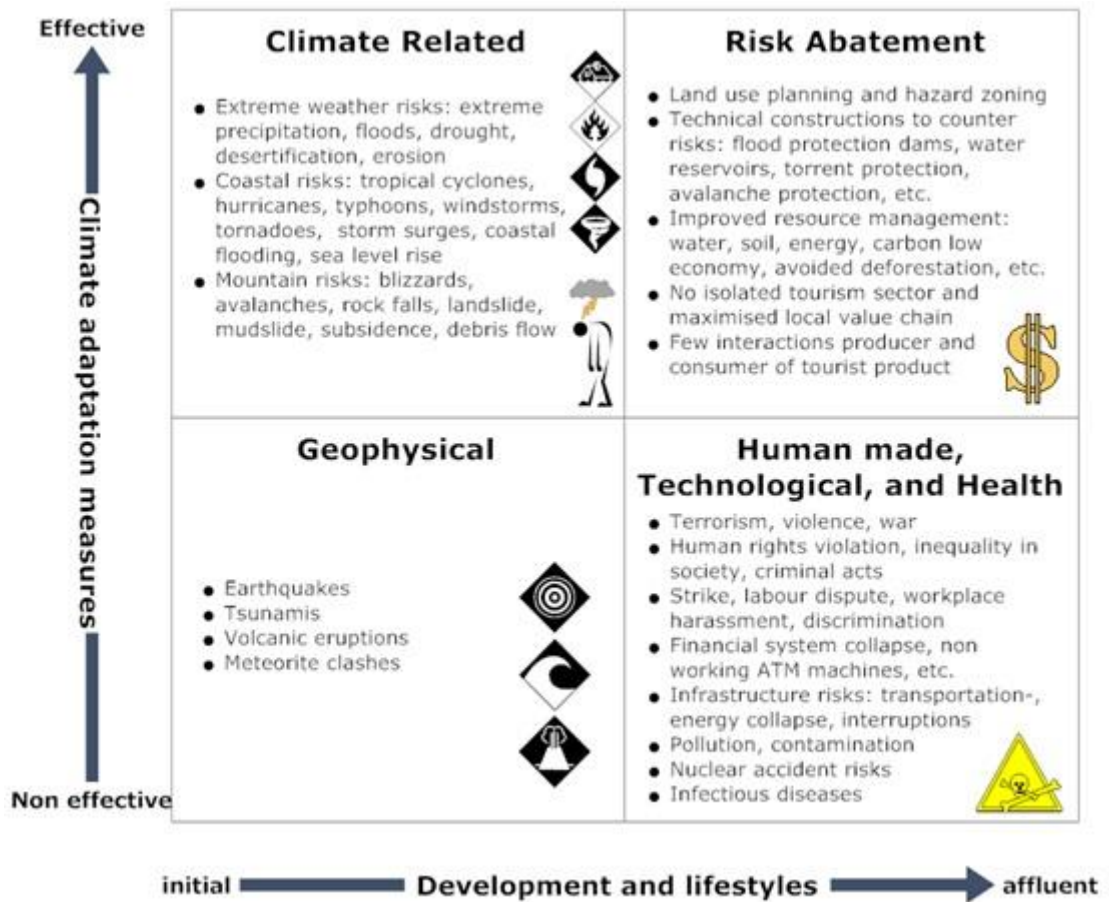 Effective
Climate adaptation measures
Non effective
Climate Related
● Extreme weather risks: extreme
precipitation, floods, drought,
desertification, erosion
● Coastal risks: tropical cyclones,
hurricanes, typhoons, windstorms,
tornadoes, storm surges, coastal
flooding, sea level rise
● Mountain risks: blizzards,
avalanches, rock falls, landslide,
mudslide, subsidence, debris flow
Risk Abatement
● Land use planning and hazard zoning
● Technical constructions to counter
risks: flood protection dams, water
reservoirs, torrent protection,
avalanche protection, etc.
● Improved resource management:
water, soil, energy, carbon low
economy, avoided deforestation, etc.
● No isolated tourism sector and
maximised local value chain
● Few interactions producer and
consumer of tourist product
$
Geophysical
● Earthquakes
● Tsunamis
● Volcanic eruptions
● Meteorite clashes
Human made,
Technological, and Health
● Terrorism, violence, war
● Human rights violation, inequality in
society, criminal acts
● Strike, labour dispute, workplace
harassment, discrimination
● Financial system collapse, non
working ATM machines, etc.
● Infrastructure risks: transportation-,
energy collapse, interruptions
● Pollution, contamination
● Nuclear accident risks
● Infectious diseases
initial Development and lifestyles affluent